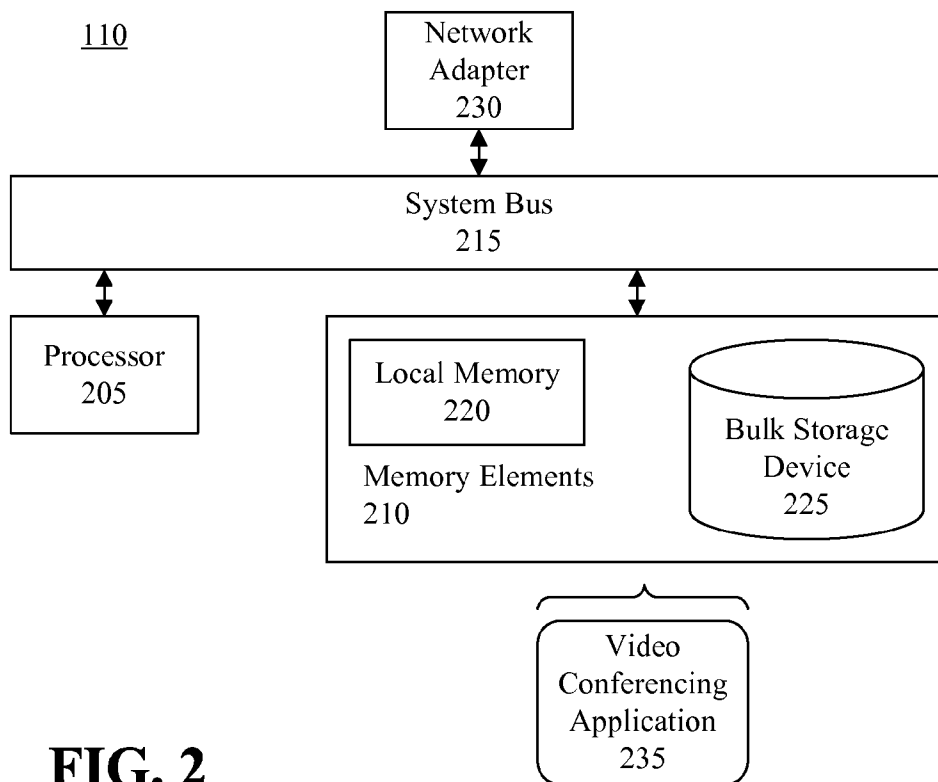 110
Network
Adapter
230
System Bus
215
Processor
205
Local Memory
220
Memory Elements
210
Bulk Storage
Device
225
Video
Conferencing
Application
235
FIG. 2